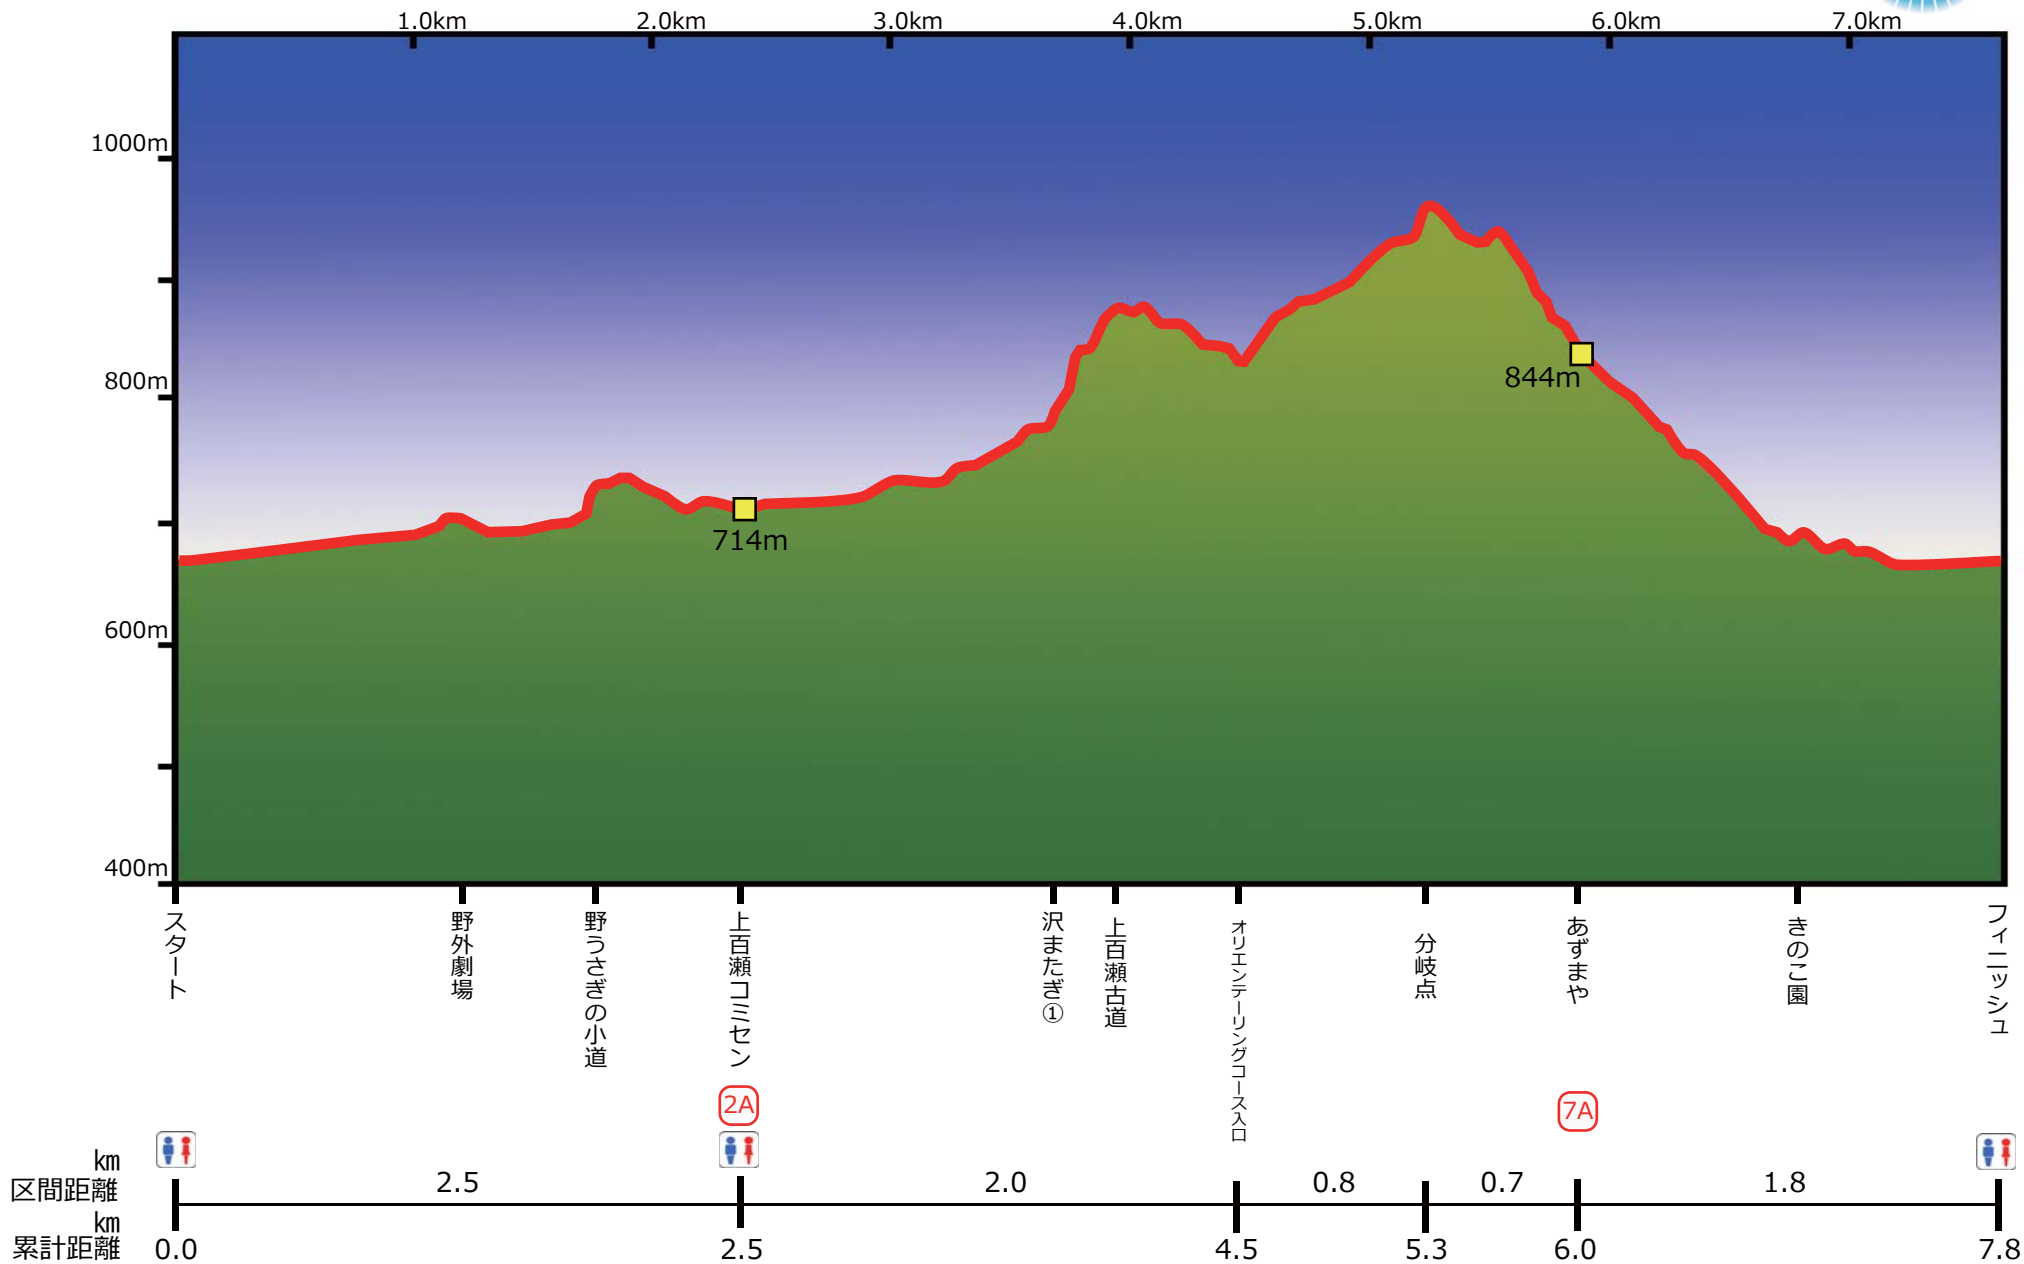 1.0km 2.0km 3.0km 4.0km 5.0km 6.0km 7.0km
1000m
800m
600m
400m
714m
844m
スタート
野外劇場
野うさぎの小道
上百瀬コミセン
沢またぎ①
上百瀬古道
オリエンテーリングコース入口
分岐点
あずまや
きのこ園
フィニッシュ
2A
7A
km
区間距離
2.5 2.0 0.8 0.7 1.8
km
累計距離
0.0 2.5 4.5 5.3 6.0 7.8